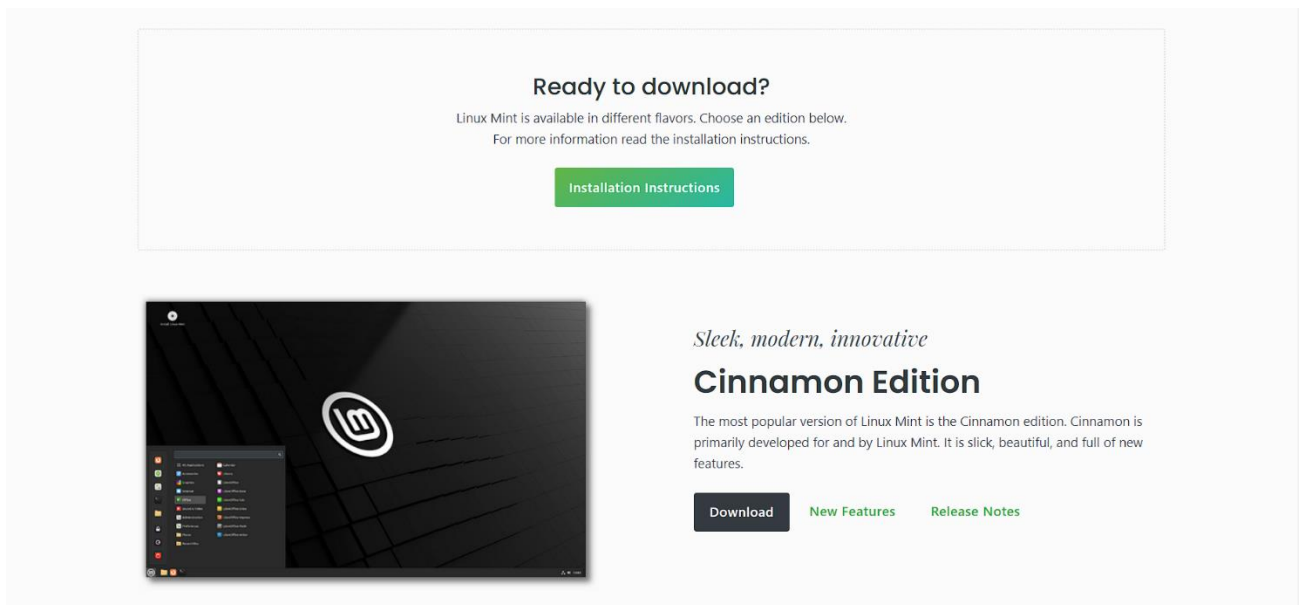 Ready to download?
Linux Mint is available in different flavors. Choose an edition below.
For more information read the installation instructions.
Installation Instructions
Sleek, modern, innovative
Cinnamon Edition
The most popular version of Linux Mint is the Cinnamon edition. Cinnamon is
primarily developed for and by Linux Mint. It is slick, beautiful, and full of new
features.
Download New Features Release Notes